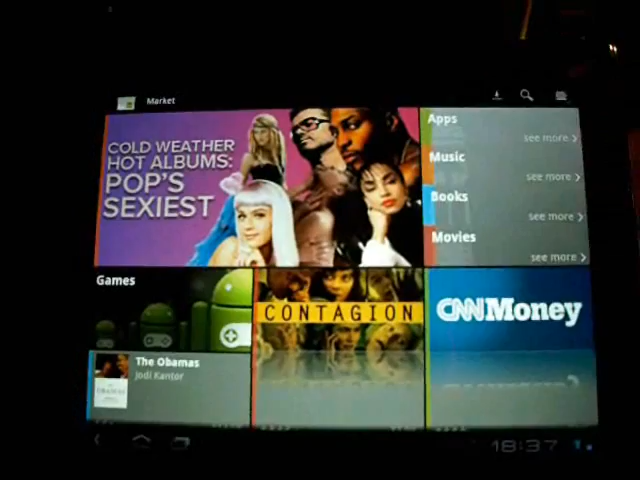 Market
COLD WEATHER
HOT ALBUMS:
POP'S
SEXIEST
Apps
see more
Music
see more
Books
see more
Movies
see more
Games
CONTAGION
CNNMoney
The Obamas
Jodi Kantor
18:37